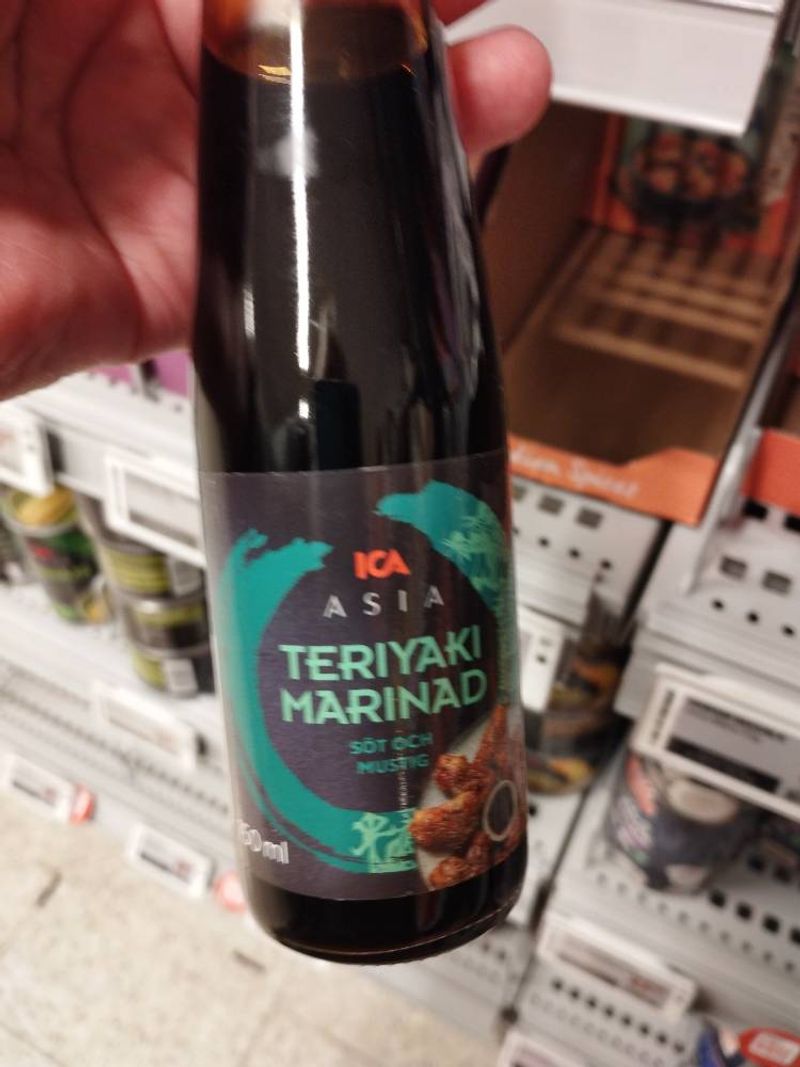 ICA
ASIA
TERIYAKI
MARINAD
SÖT OCH
MUSTIG